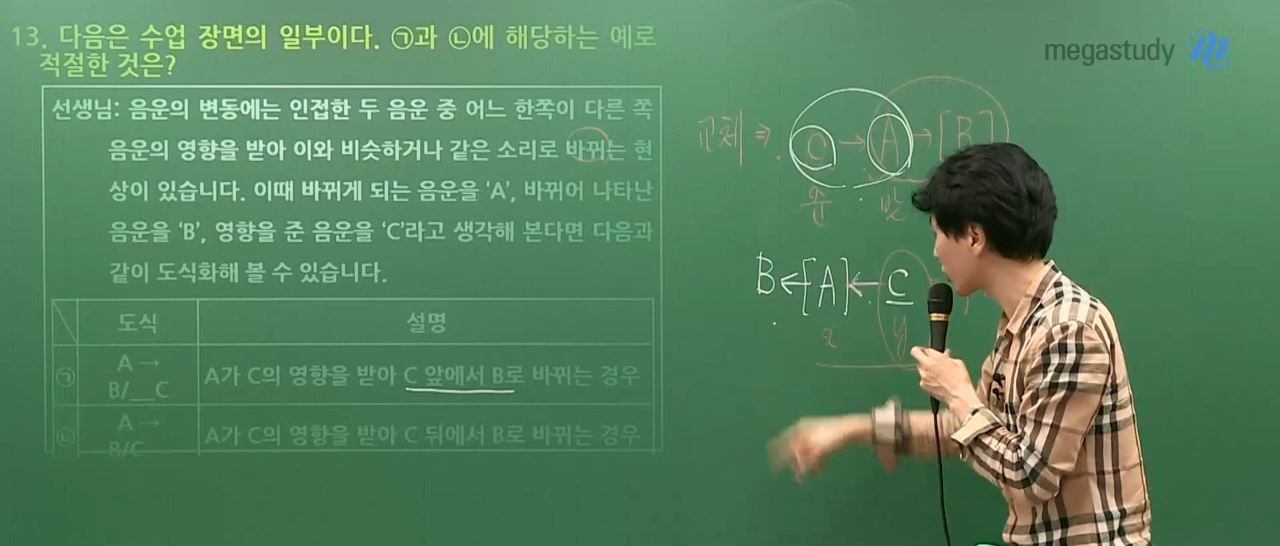 13. 다음은 수업 장면의 일부이다. ㉠과 ㉡에 해당하는 예로
적절한 것은?
megastudy
선생님: 음운의 변동에는 인접한 두 음운 중 어느 한쪽이 다른 쪽
음운의 영향을 받아 이와 비슷하거나 같은 소리로 바뀌는 현
상이 있습니다. 이때 바뀌게 되는 음운을 ‘A’, 바뀌어 나타난
음운을 ‘B’, 영향을 준 음운을 ‘C’라고 생각해 본다면 다음과
같이 도식화해 볼 수 있습니다.
도식 설명
㉠ A → B/__C A가 C의 영향을 받아 C 앞에서 B로 바뀌는 경우
㉡ A → B/C A가 C의 영향을 받아 C 뒤에서 B로 바뀌는 경우
교체 ⇒ C → A → [B]
B ← [A] ← C